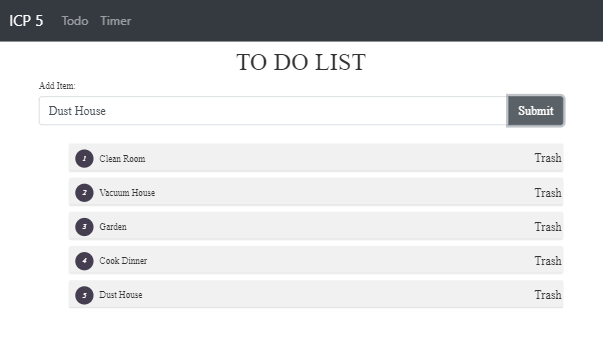 ICP 5 Todo Timer
TO DO LIST
Add Item:
Dust House Submit
1 Clean Room Trash
2 Vacuum House Trash
3 Garden Trash
4 Cook Dinner Trash
5 Dust House Trash